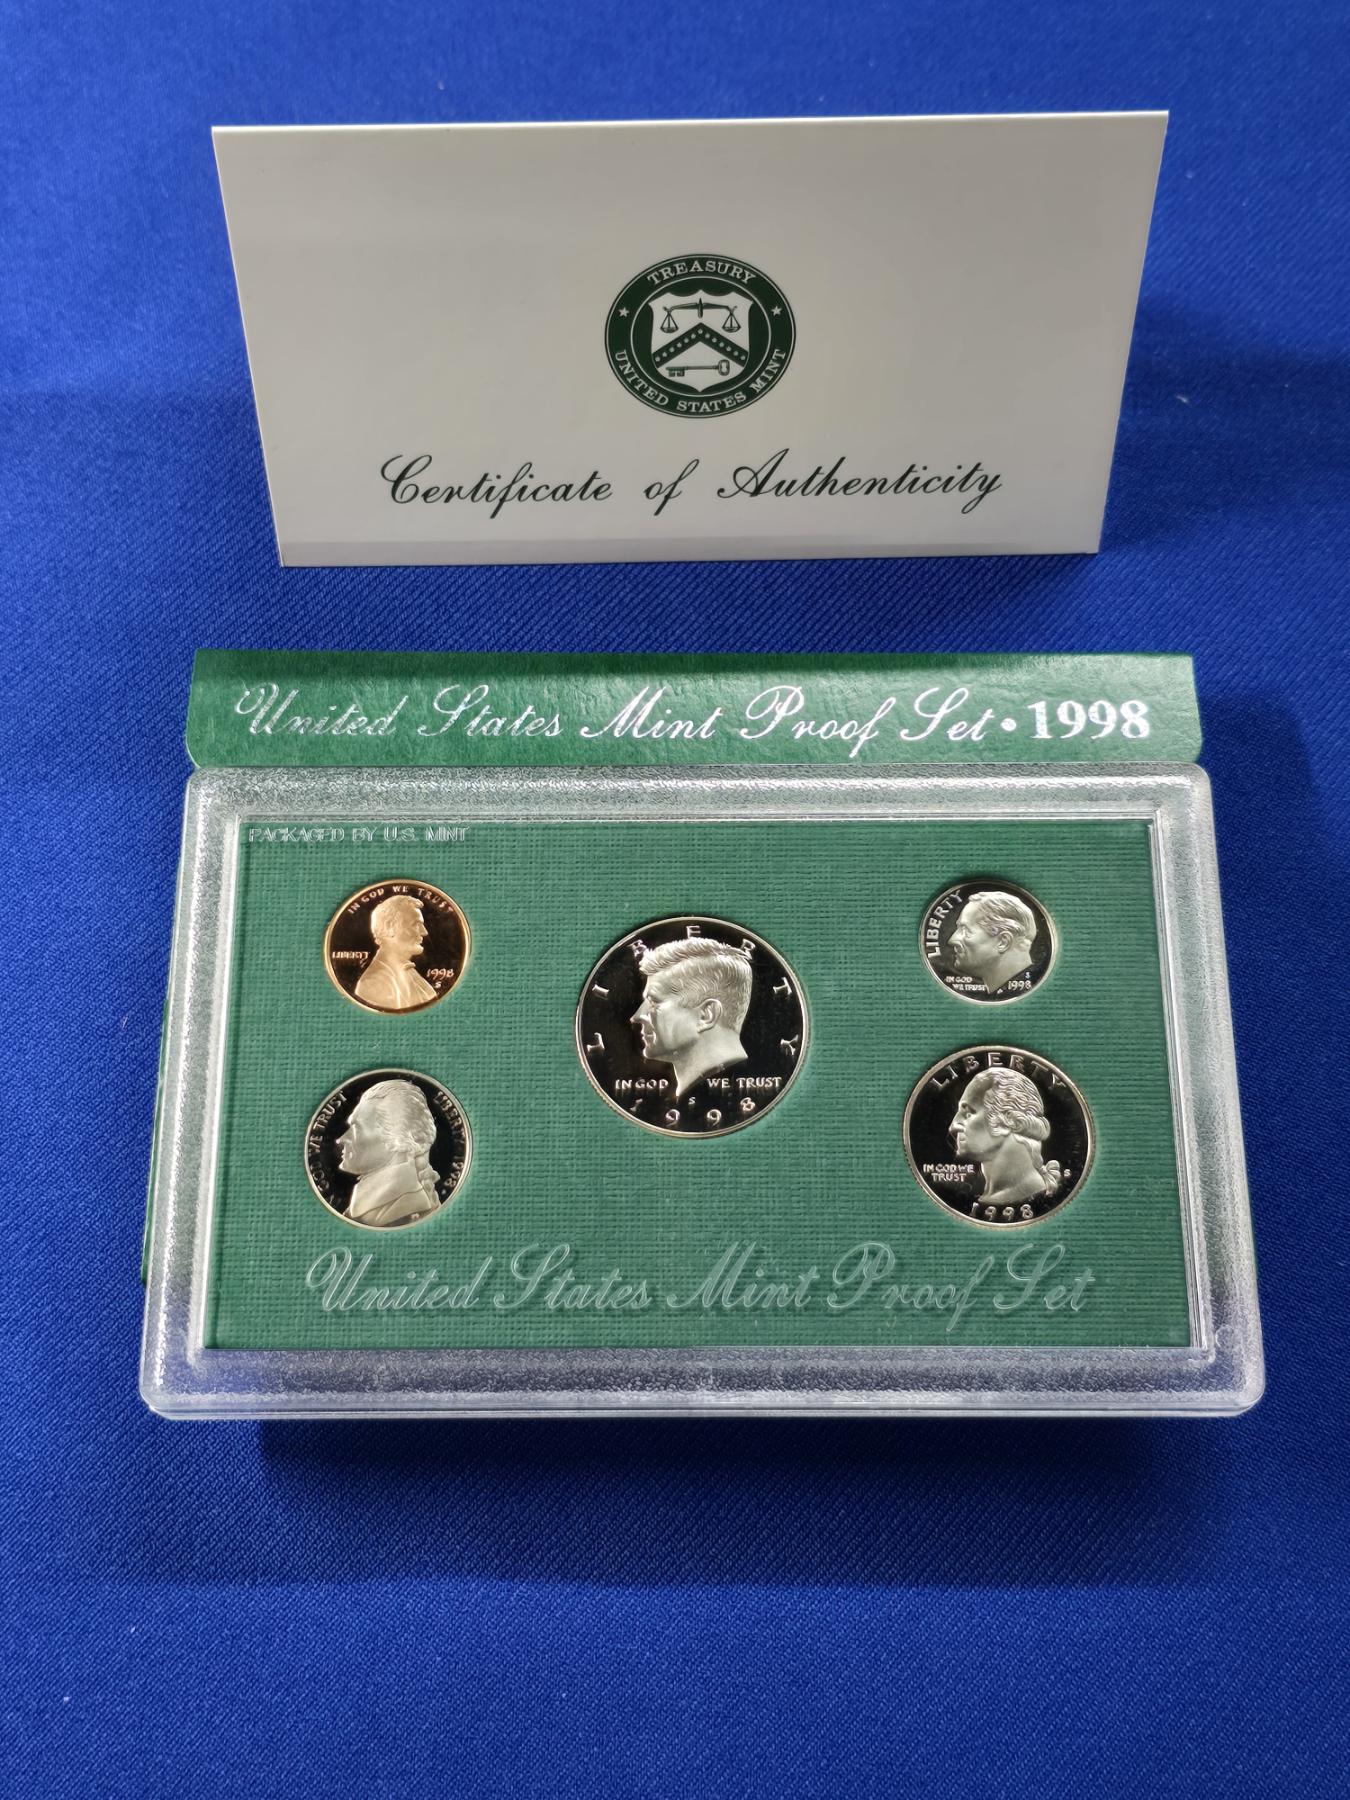 TREASURY
UNITED STATES MINT
Certificate of Authenticity
United States Mint Proof Set • 1998
PACKAGED BY U.S. MINT
IN GOD WE TRUST
LIBERTY
1998
S
LIBERTY
IN GOD WE TRUST
S
1998
LIBERTY
IN GOD
WE TRUST
S
1998
IN GOD WE TRUST
LIBERTY 1998
LIBERTY
IN GOD WE
TRUST
S
1998
United States Mint Proof Set